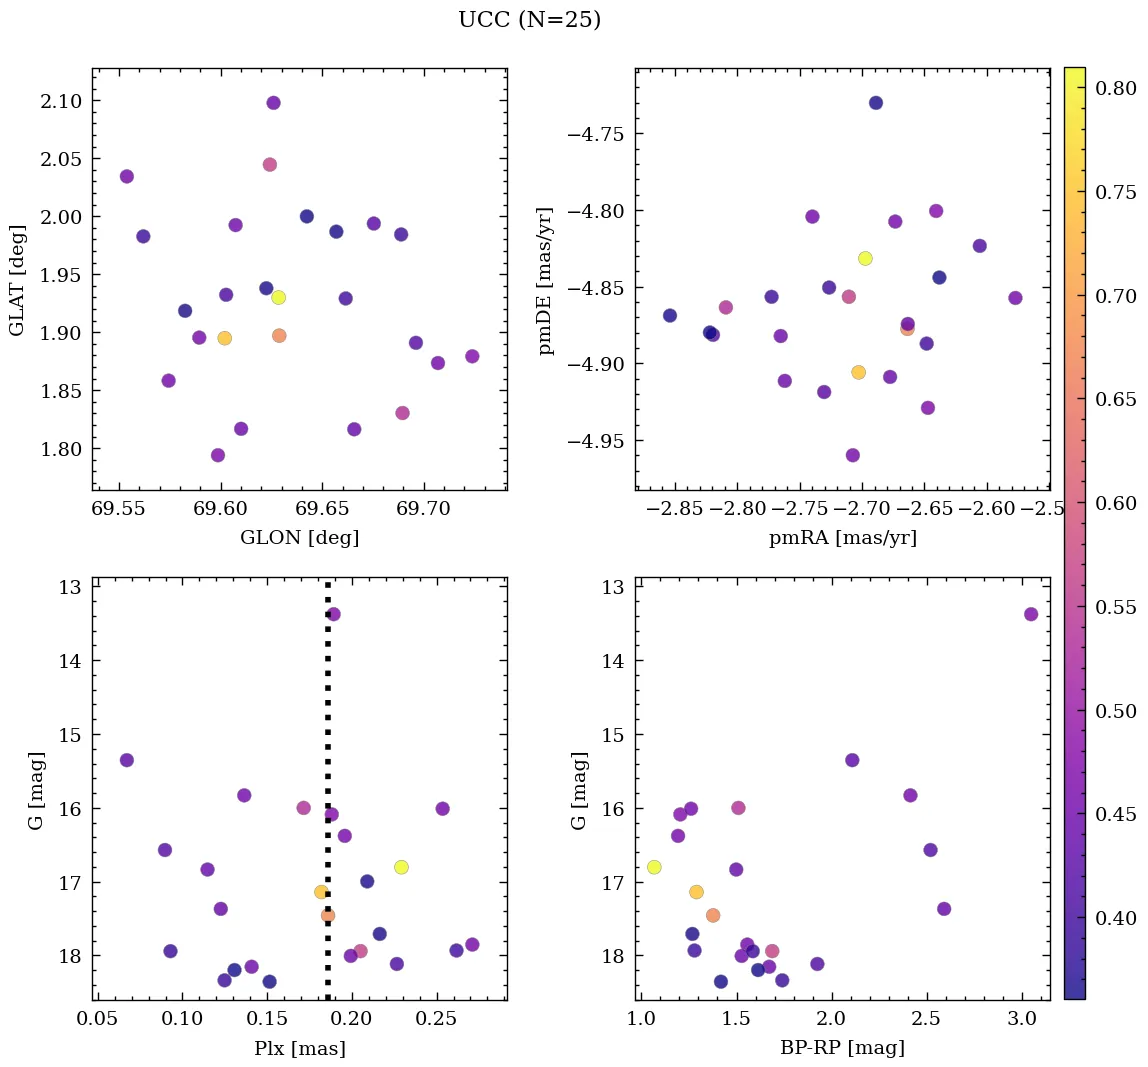 UCC (N=25)
2.10
2.05
2.00
1.95
1.90
1.85
1.80
GLAT [deg]
69.55 69.60 69.65 69.70
GLON [deg]
−4.75
−4.80
−4.85
−4.90
−4.95
pmDE [mas/yr]
−2.85 −2.80 −2.75 −2.70 −2.65 −2.60 −2.5
pmRA [mas/yr]
13
14
15
16
17
18
G [mag]
0.05 0.10 0.15 0.20 0.25
Plx [mas]
13
14
15
16
17
18
G [mag]
1.0 1.5 2.0 2.5 3.0
BP-RP [mag]
0.80
0.75
0.70
0.65
0.60
0.55
0.50
0.45
0.40